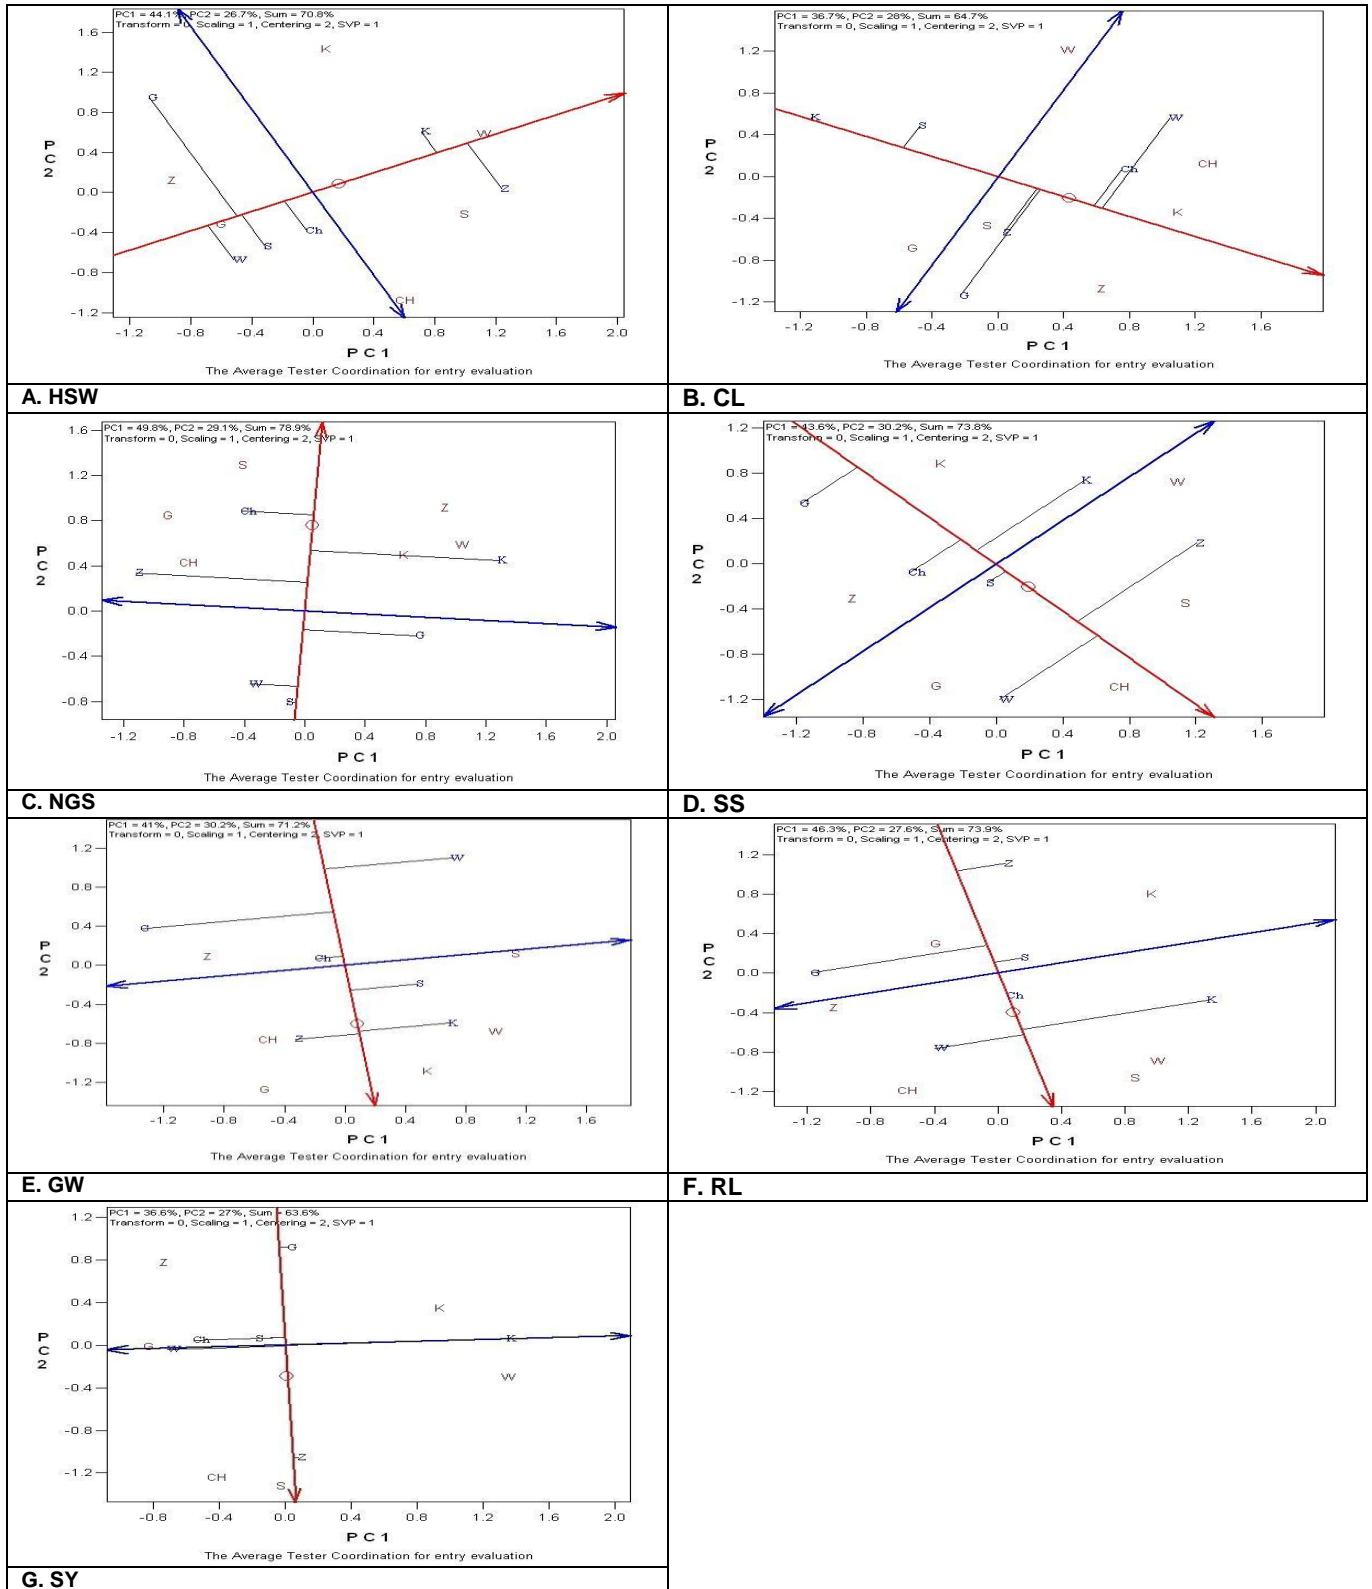 PC1 = 44.1%, PC2 = 26.7%, Sum = 70.8%
Transform = 0, Scaling = 1, Centering = 2, SVP = 1
1.6
K
1.2
G
0.8
P
C
2
K
W
0.4
Z
Z
0.0
S
G
Ch
-0.4
S
W
-0.8
CH
-1.2
-1.2 -0.8 -0.4 0.0 0.4 0.8 1.2 1.6 2.0
PC1
The Average Tester Coordination for entry evaluation
A. HSW
PC1 = 36.7%, PC2 = 28%, Sum = 64.7%
Transform = 0, Scaling = 1, Centering = 2, SVP = 1
1.2
W
0.8
P
C
2
K
W
0.4
S
CH
Ch
0.0
K
-0.4
S
Z
G
-0.8
Z
G
-1.2
-1.2 -0.8 -0.4 0.0 0.4 0.8 1.2 1.6
PC1
The Average Tester Coordination for entry evaluation
B. CL
PC1 = 49.8%, PC2 = 29.1%, Sum = 78.9%
Transform = 0, Scaling = 1, Centering = 2, SVP = 1
1.6
S
1.2
Z
Ch
G
0.8
W
P
C
2
K
CH
K
0.4
Z
0.0
G
-0.4
W
S
-0.8
-1.2 -0.8 -0.4 0.0 0.4 0.8 1.2 1.6 2.0
PC1
The Average Tester Coordination for entry evaluation
C. NGS
PC1 = 43.6%, PC2 = 30.2%, Sum = 73.8%
Transform = 0, Scaling = 1, Centering = 2, SVP = 1
1.2
K
0.8
K
W
G
0.4
P
C
2
Z
0.0
Ch
S
Z
S
-0.4
-0.8
G
CH
W
-1.2
-1.2 -0.8 -0.4 0.0 0.4 0.8 1.2 1.6
PC1
The Average Tester Coordination for entry evaluation
D. SS
PC1 = 41%, PC2 = 30.2%, Sum = 71.2%
Transform = 0, Scaling = 1, Centering = 2, SVP = 1
1.2
W
0.8
G
0.4
P
C
2
Z
Ch
S
0.0
S
-0.4
K
W
CH
Z
-0.8
K
G
-1.2
-1.2 -0.8 -0.4 0.0 0.4 0.8 1.2 1.6
PC1
The Average Tester Coordination for entry evaluation
E. GW
PC1 = 46.3%, PC2 = 27.6%, Sum = 73.9%
Transform = 0, Scaling = 1, Centering = 2, SVP = 1
1.2
Z
K
0.8
0.4
P
C
2
G
S
G
0.0
Ch
K
Z
-0.4
W
-0.8
W
S
CH
-1.2
-1.2 -0.8 -0.4 0.0 0.4 0.8 1.2 1.6 2.0
PC1
The Average Tester Coordination for entry evaluation
F. RL
PC1 = 36.6%, PC2 = 27%, Sum = 63.6%
Transform = 0, Scaling = 1, Centering = 2, SVP = 1
1.2
G
Z
0.8
K
0.4
P
C
2
Ch
S
K
G
W
0.0
W
-0.4
-0.8
Z
CH
S
-1.2
-0.8 -0.4 0.0 0.4 0.8 1.2 1.6 2.0
PC1
The Average Tester Coordination for entry evaluation
G. SY